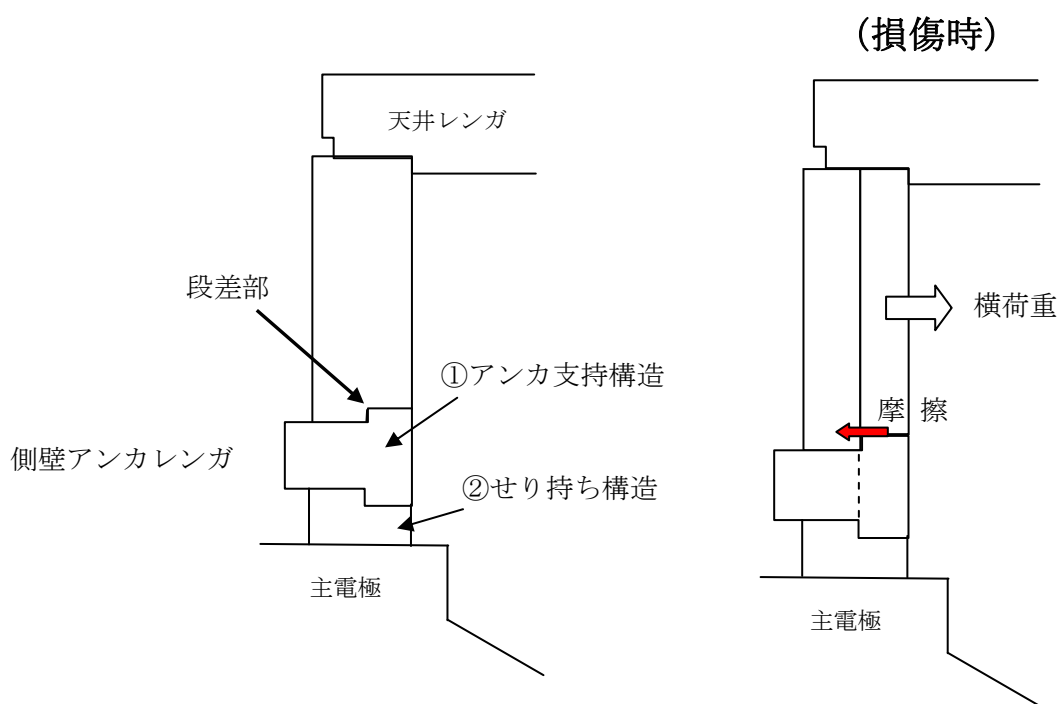 (損傷時)
天井レンガ
段差部
①アンカ支持構造
側壁アンカレンガ
②せり持ち構造
主電極
横荷重
摩 擦
主電極